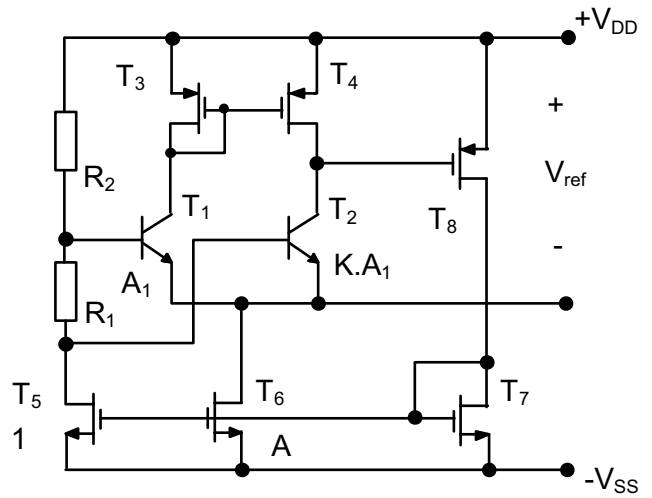 +V_DD
T_3
T_4
+
R_2
V_ref
T_1
T_2
T_8
-
A_1
K.A_1
R_1
T_5
T_6
T_7
1
A
-V_SS